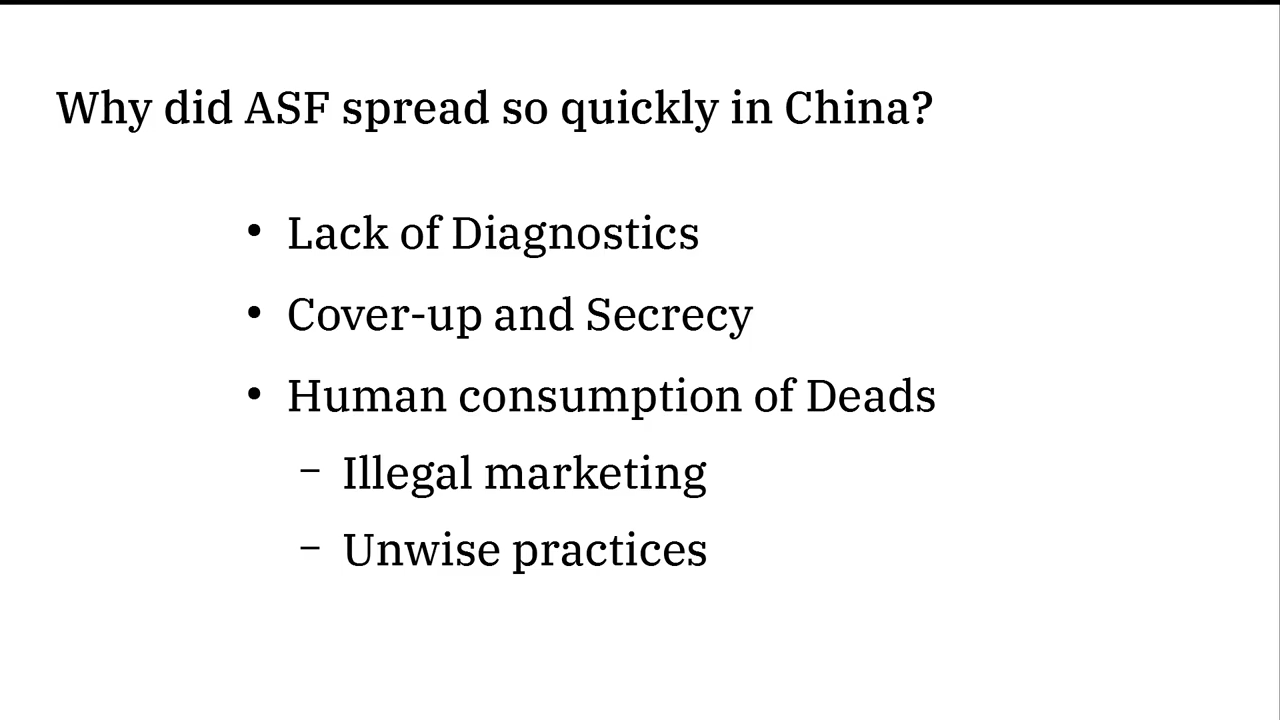 Why did ASF spread so quickly in China?
• Lack of Diagnostics
• Cover-up and Secrecy
• Human consumption of Deads
– Illegal marketing
– Unwise practices